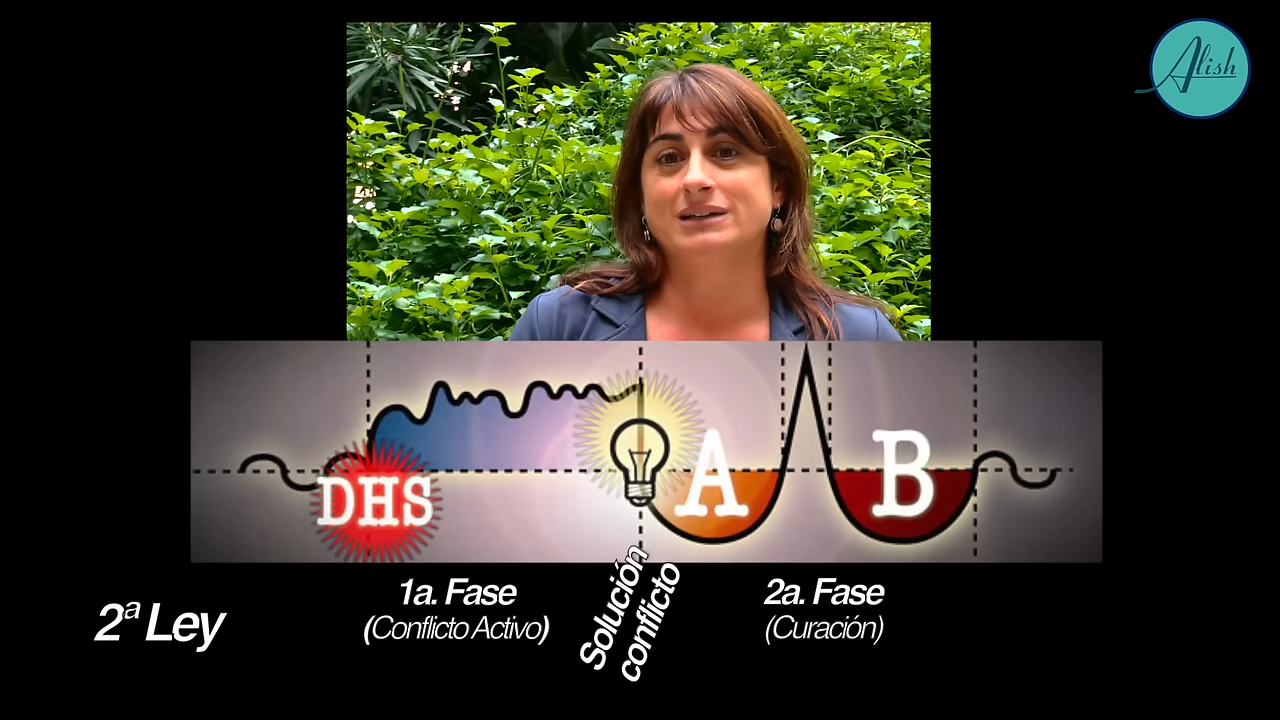 Alish
DHS
A
B
2ª Ley
1a. Fase
(Conflicto Activo)
Solución
conflicto
2a. Fase
(Curación)